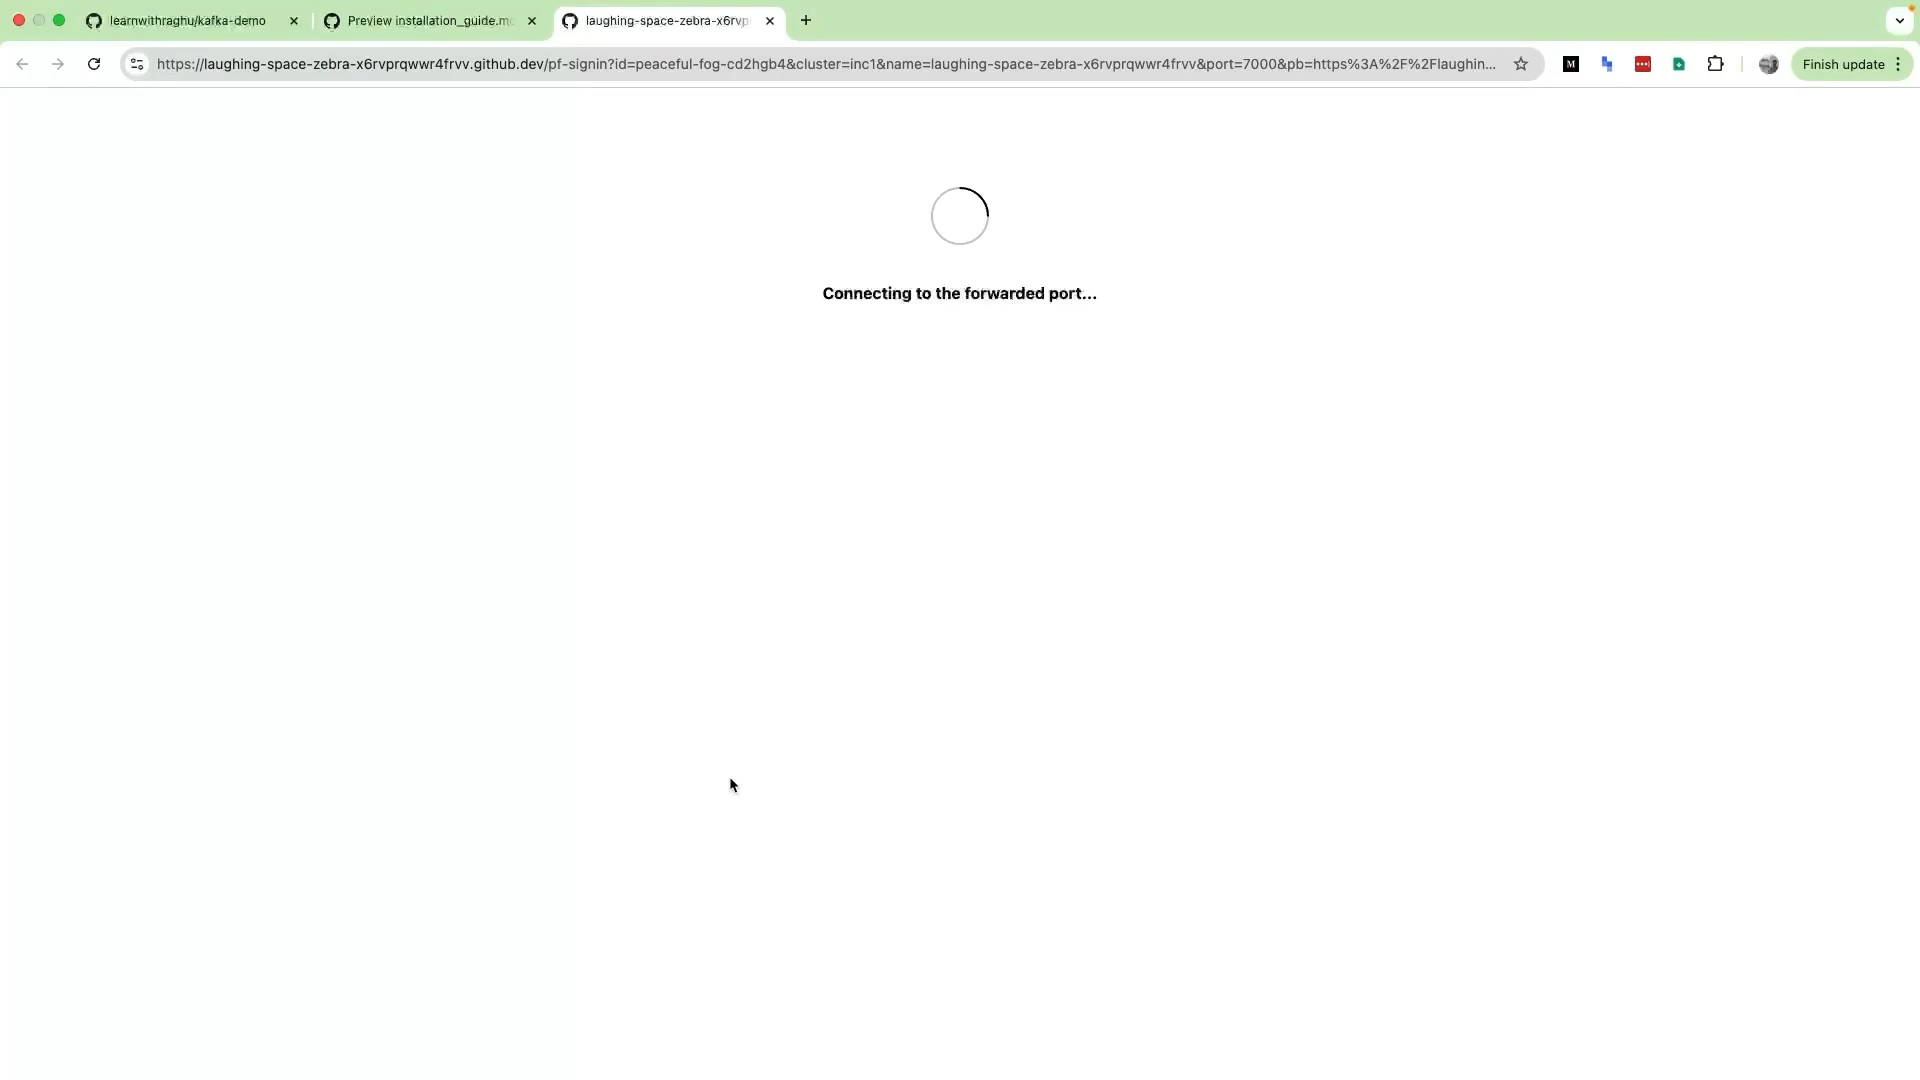 learnwithraghu/kafka-demo
Preview installation_guide.m
laughing-space-zebra-x6rvp
https://laughing-space-zebra-x6rvprqwwr4frvv.github.dev/pf-signin?id=peaceful-fog-cd2hgb4&cluster=inc1&name=laughing-space-zebra-x6rvprqwwr4frvv&port=7000&pb=https%3A%2F%2Flaughin...
M
Finish update
Connecting to the forwarded port...